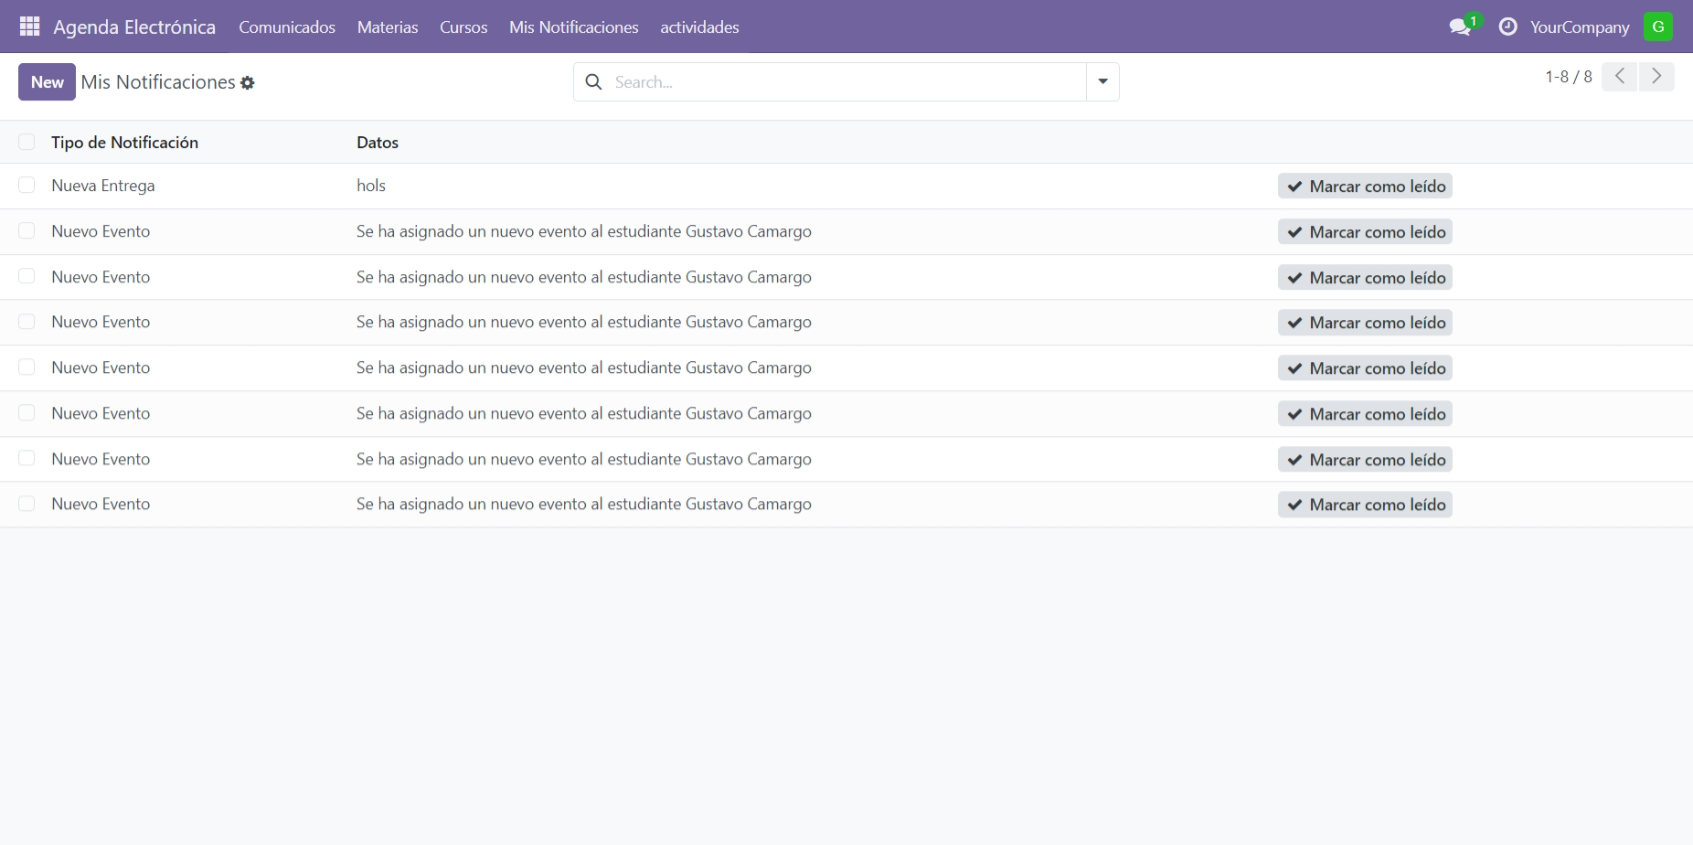 Agenda Electrónica Comunicados Materias Cursos Mis Notificaciones actividades 1 YourCompany G
New Mis Notificaciones Search... 1-8 / 8
Tipo de Notificación Datos
Nueva Entrega hols Marcar como leído
Nuevo Evento Se ha asignado un nuevo evento al estudiante Gustavo Camargo Marcar como leído
Nuevo Evento Se ha asignado un nuevo evento al estudiante Gustavo Camargo Marcar como leído
Nuevo Evento Se ha asignado un nuevo evento al estudiante Gustavo Camargo Marcar como leído
Nuevo Evento Se ha asignado un nuevo evento al estudiante Gustavo Camargo Marcar como leído
Nuevo Evento Se ha asignado un nuevo evento al estudiante Gustavo Camargo Marcar como leído
Nuevo Evento Se ha asignado un nuevo evento al estudiante Gustavo Camargo Marcar como leído
Nuevo Evento Se ha asignado un nuevo evento al estudiante Gustavo Camargo Marcar como leído